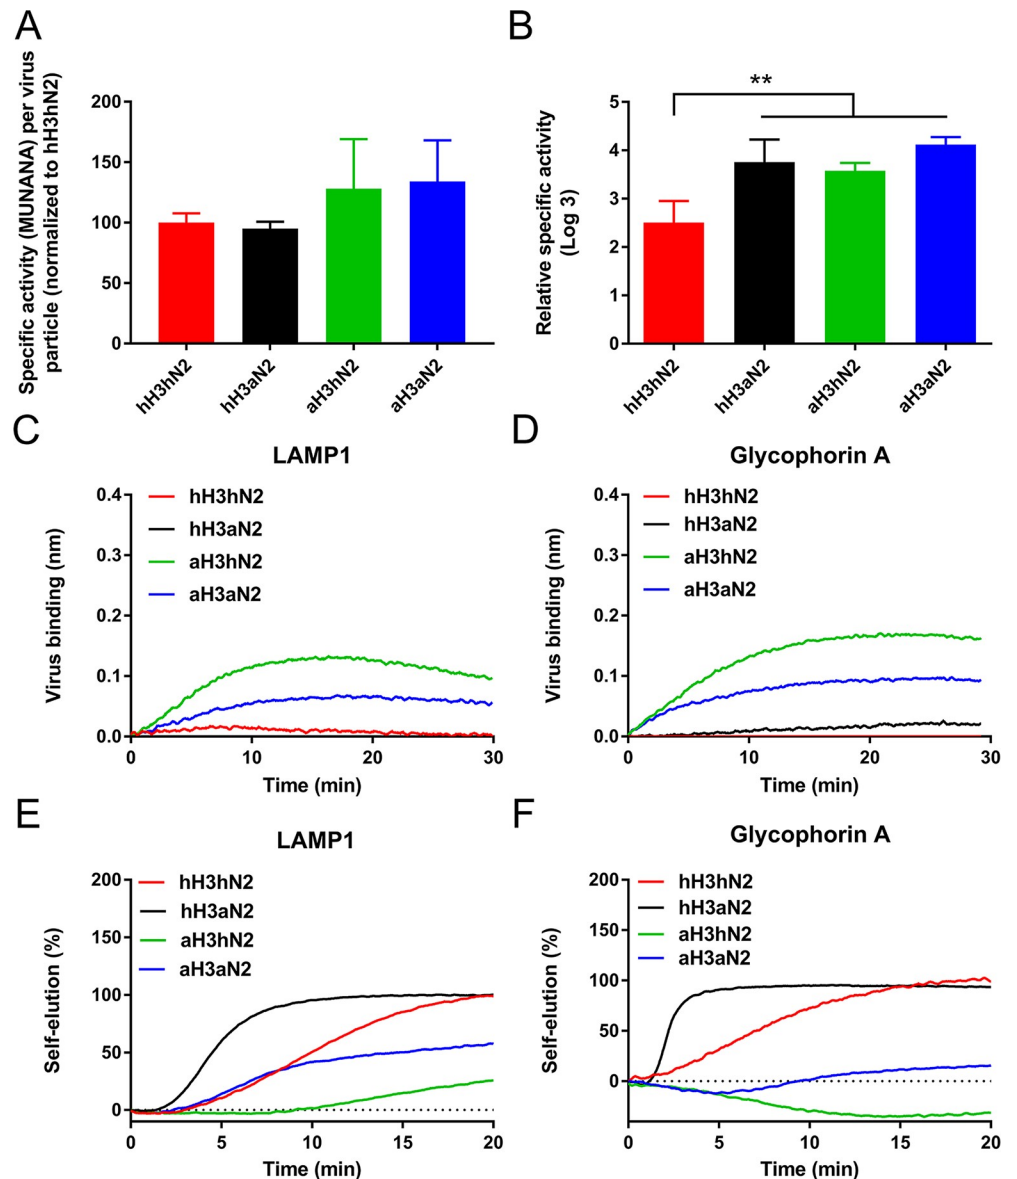 A
Specific activity (MUNANA) per virus
particle (normalized to hH3hN2)
200
150
100
50
0
hH3hN2
hH3aN2
aH3hN2
aH3aN2
B
Relative specific activity
(Log 3)
**
5
4
3
2
1
0
hH3hN2
hH3aN2
aH3hN2
aH3aN2
C
LAMP1
Virus binding (nm)
0.4
0.3
0.2
0.1
0.0
hH3hN2
hH3aN2
aH3hN2
aH3aN2
0 10 20 30
Time (min)
D
Glycophorin A
Virus binding (nm)
0.4
0.3
0.2
0.1
0.0
hH3hN2
hH3aN2
aH3hN2
aH3aN2
0 10 20 30
Time (min)
E
LAMP1
Self-elution (%)
200
150
100
50
0
hH3hN2
hH3aN2
aH3hN2
aH3aN2
0 5 10 15 20
Time (min)
F
Glycophorin A
Self-elution (%)
200
150
100
50
0
hH3hN2
hH3aN2
aH3hN2
aH3aN2
0 5 10 15 20
Time (min)